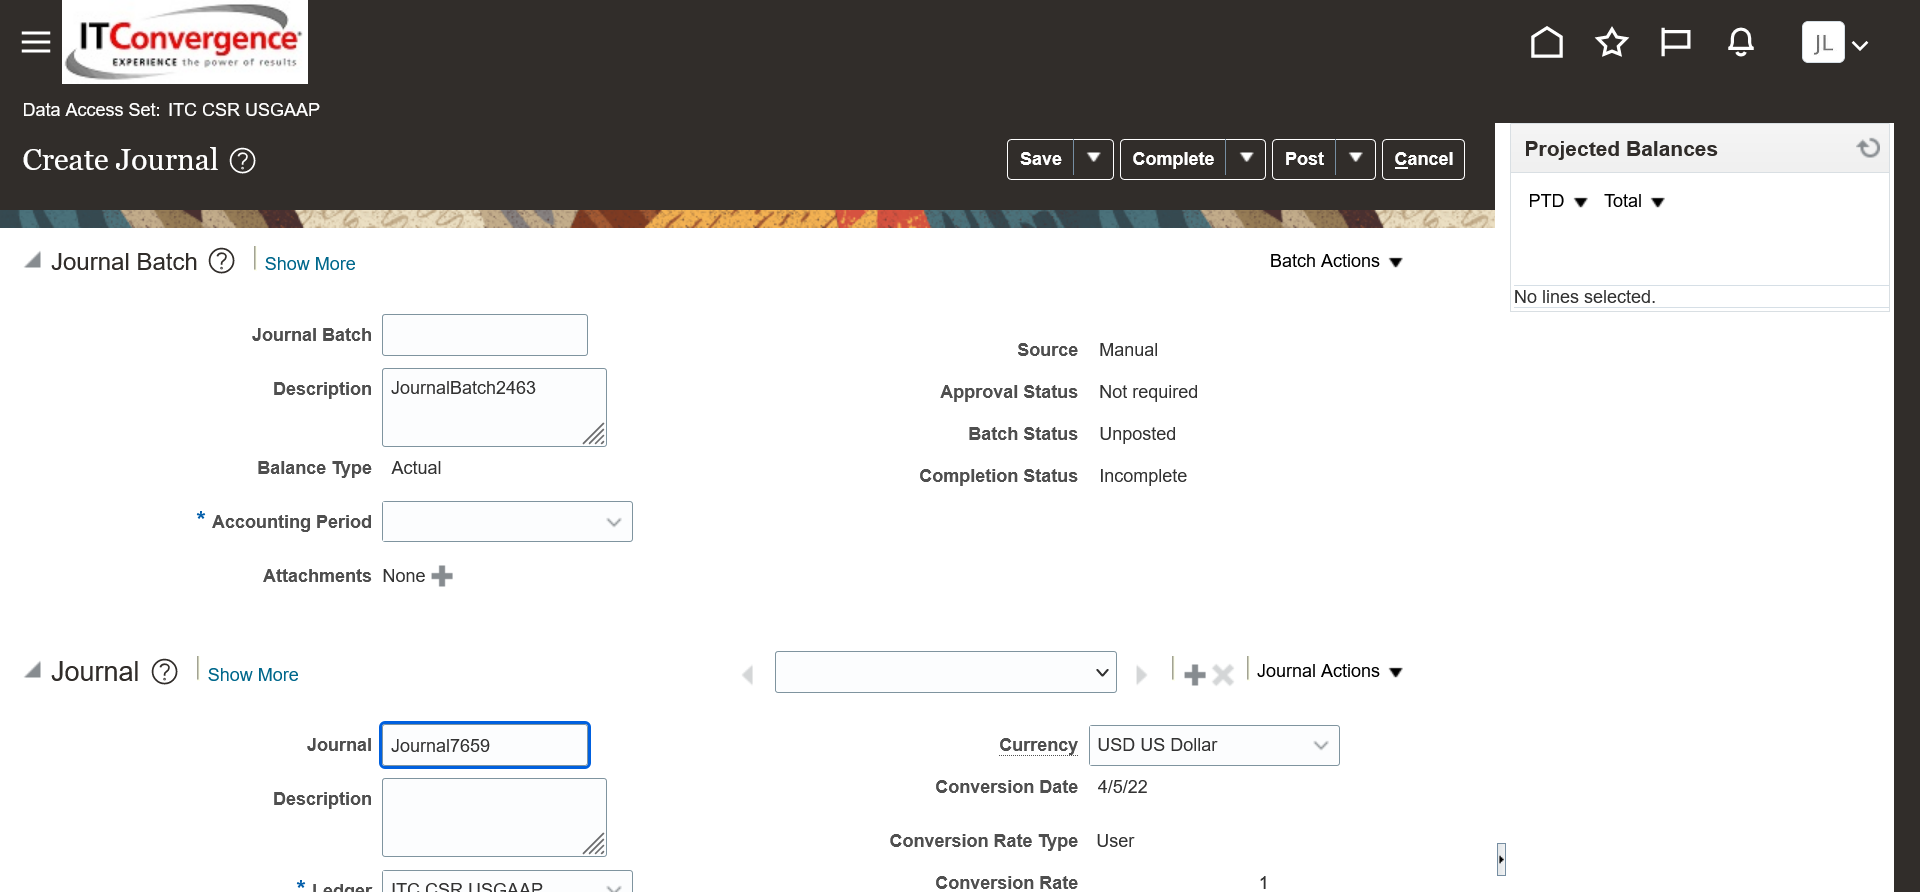 ITConvergence
EXPERIENCE the power of results
JL
Data Access Set: ITC CSR USGAAP
Create Journal ?
Save
Complete
Post
Cancel
Projected Balances
PTD
Total
No lines selected.
Journal Batch ?
Show More
Batch Actions
Journal Batch
Description JournalBatch2463
Balance Type Actual
* Accounting Period
Attachments None
Source Manual
Approval Status Not required
Batch Status Unposted
Completion Status Incomplete
Journal ?
Show More
Journal Actions
Journal Journal7659
Description
* Ledger ITC CSR USGAAP
Currency USD US Dollar
Conversion Date 4/5/22
Conversion Rate Type User
Conversion Rate 1